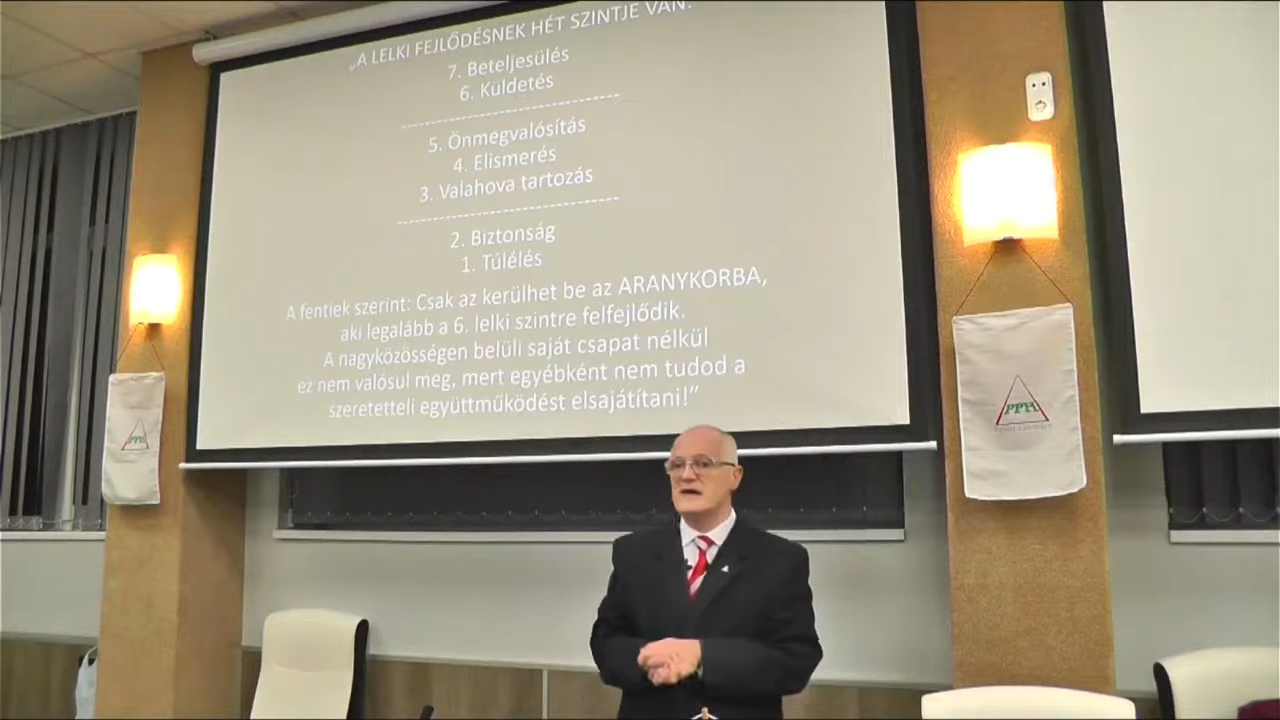 „A LELKI FEJLŐDÉSNEK HÉT SZINTJE VAN:
7. Beteljesülés
6. Küldetés
--------------------------------
5. Önmegvalósítás
4. Elismerés
3. Valahova tartozás
--------------------------------
2. Biztonság
1. Túlélés
A fentiek szerint: Csak az kerülhet be az ARANYKORBA,
aki legalább a 6. lelki szintre felfejlődik.
A nagyközösségen belüli saját csapat nélkül
ez nem valósul meg, mert egyébként nem tudod a
szeretetteli együttműködést elsajátítani!”
PPH
PPH